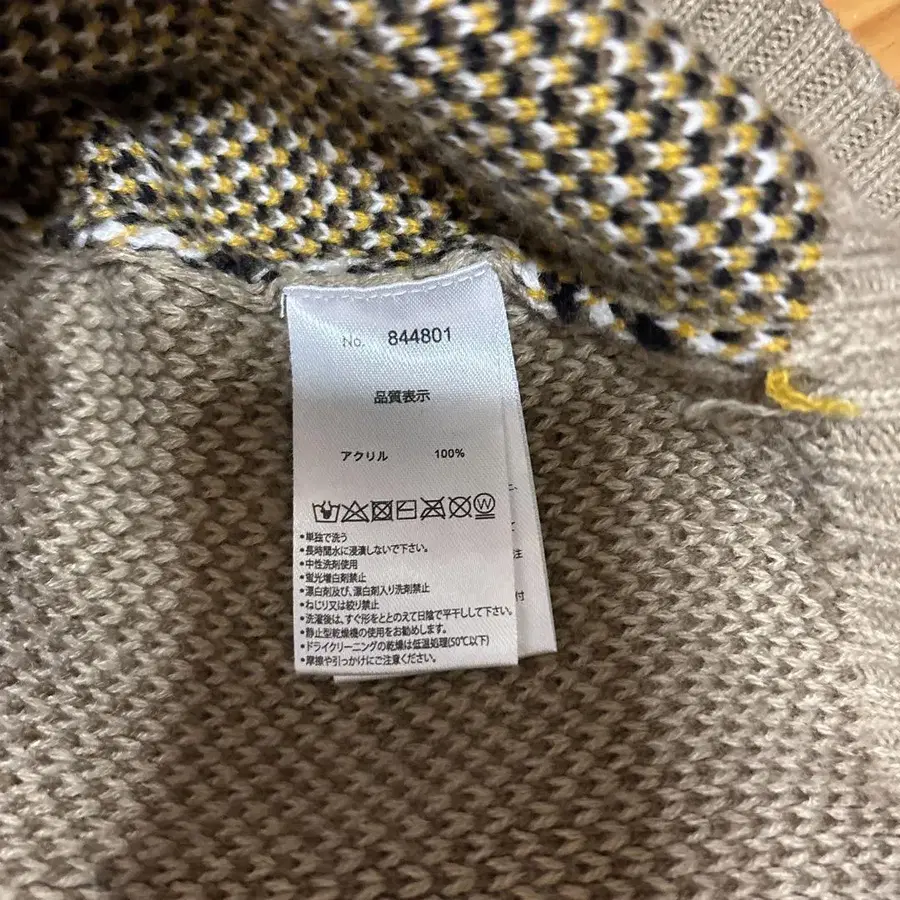 No. 844801
品質表示
アクリル 100%
W
•単独で洗う
•長時間水に浸漬しないで下さい。
•中性洗剤使用
•蛍光増白剤禁止
•漂白剤及び、漂白剤入り洗剤禁止
•ねじり又は絞り禁止
•洗濯後は、すぐ形をととのえて日陰で平干しして下さい。
•静止型乾燥機の使用をお勧めします。
•ドライクリーニングの乾燥は低温処理(50℃以下)
•摩擦や引っかけにご注意ください。
て
注
付